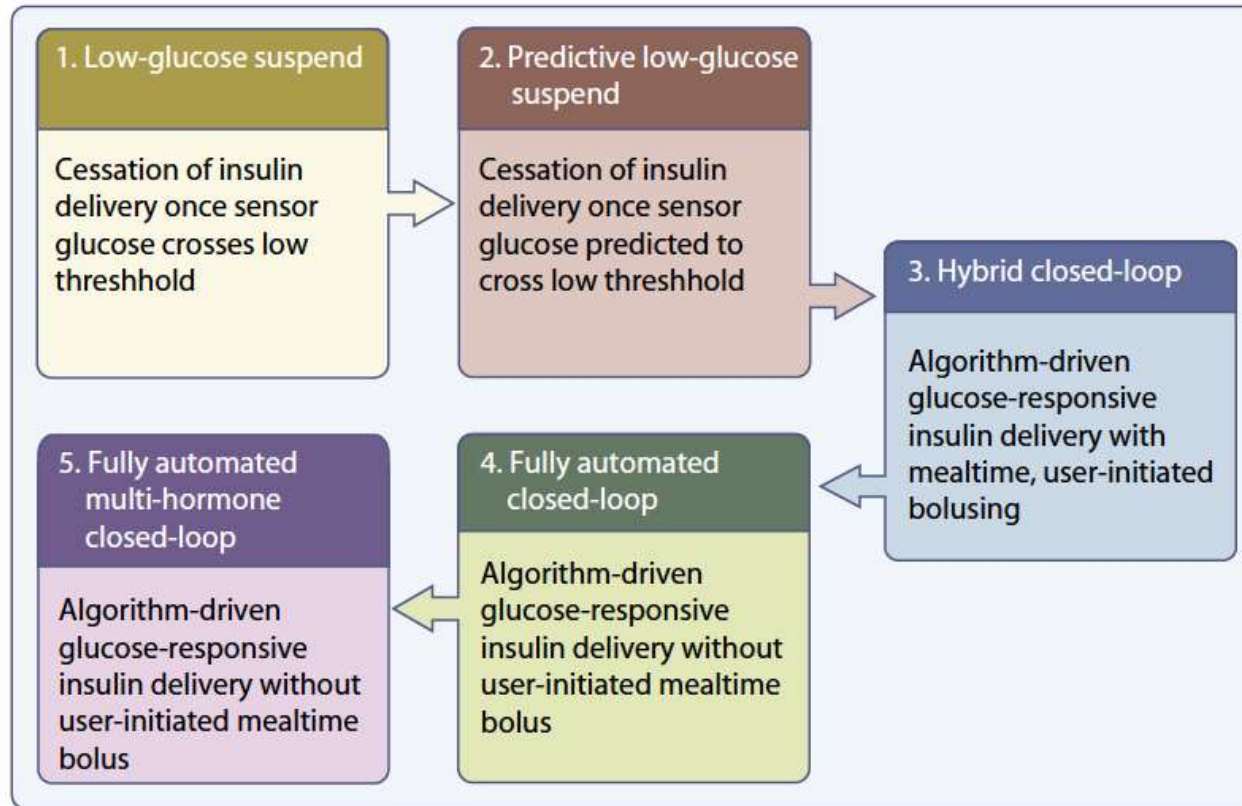 1. Low-glucose suspend
Cessation of insulin
delivery once sensor
glucose crosses low
threshhold
2. Predictive low-glucose
suspend
Cessation of insulin
delivery once sensor
glucose predicted to
cross low threshhold
3. Hybrid closed-loop
Algorithm-driven
glucose-responsive
insulin delivery with
mealtime, user-initiated
bolusing
4. Fully automated
closed-loop
Algorithm-driven
glucose-responsive
insulin delivery without
user-initiated mealtime
bolus
5. Fully automated
multi-hormone
closed-loop
Algorithm-driven
glucose-responsive
insulin delivery without
user-initiated mealtime
bolus